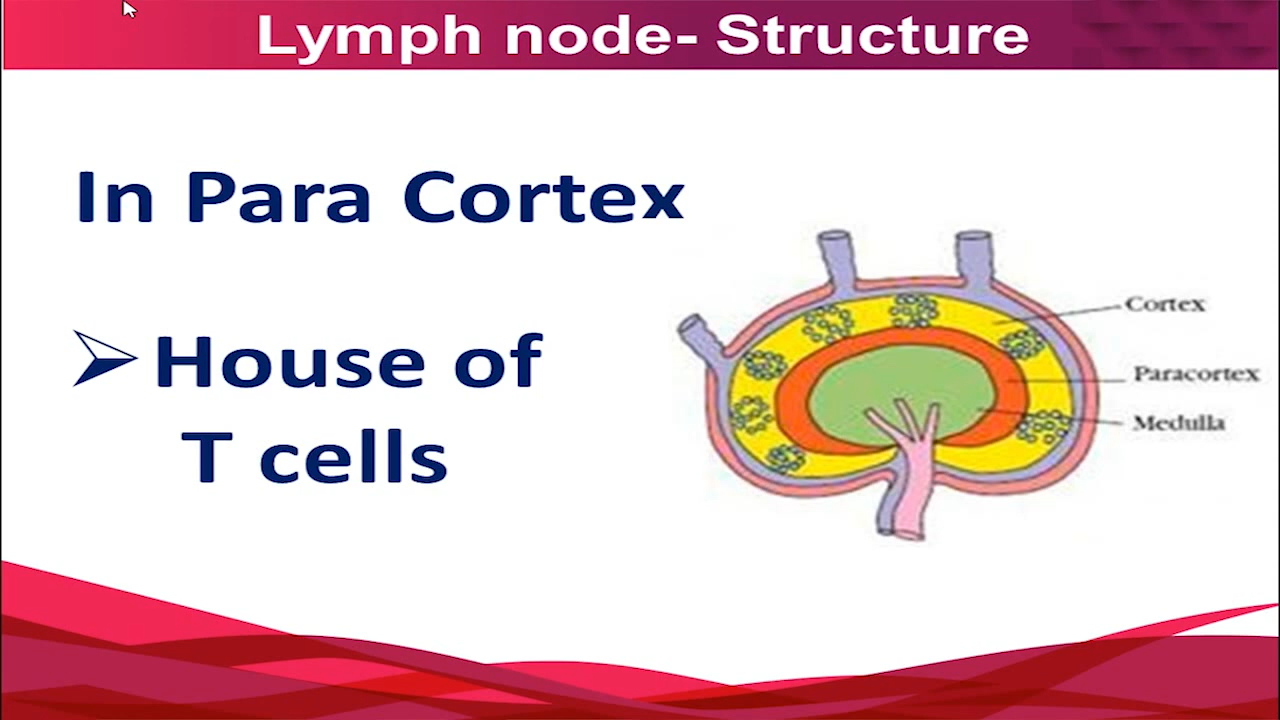 Lymph node- Structure
In Para Cortex
House of
T cells
Cortex
Paracortex
Medulla